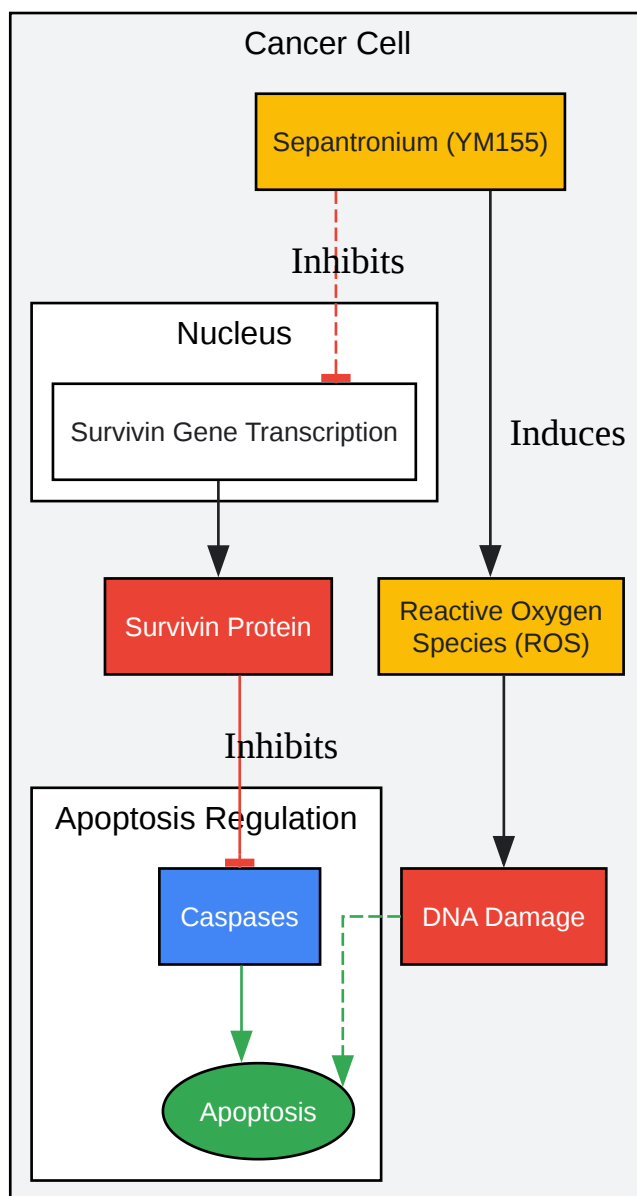 Cancer Cell
Sepantronium (YM155)
Inhibits
Nucleus
Survivin Gene Transcription
Induces
Survivin Protein
Reactive Oxygen
Species (ROS)
Inhibits
Apoptosis Regulation
Caspases
DNA Damage
Apoptosis